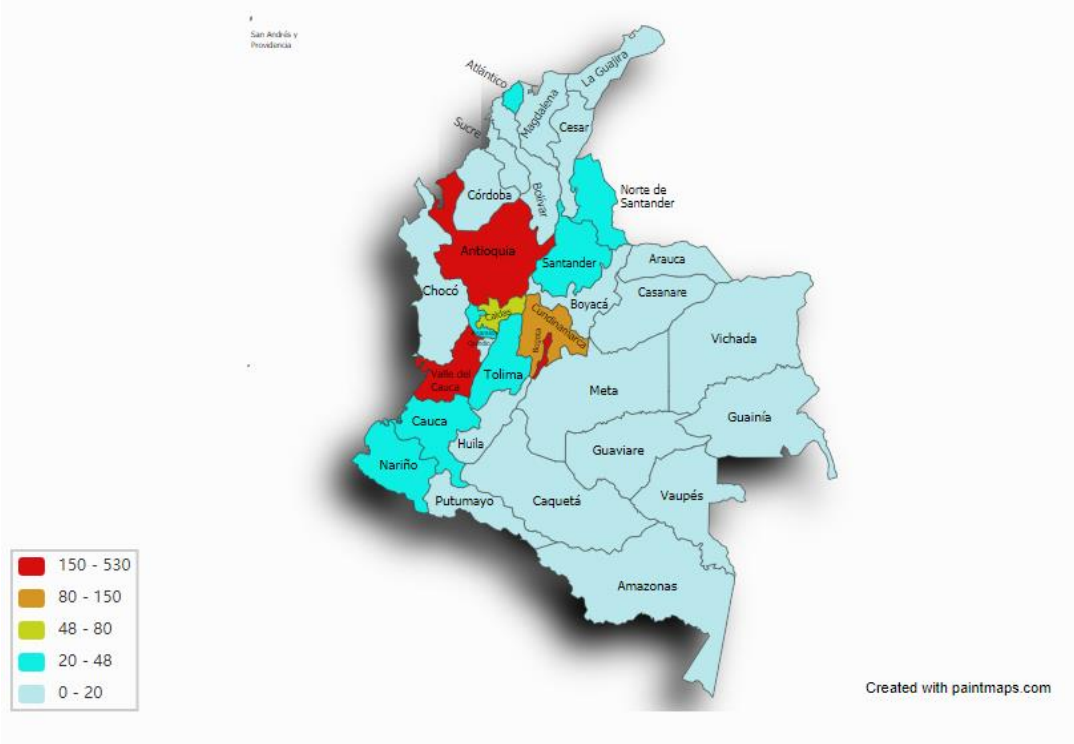 San Andrés y
Providencia
Atlántico
La Guajira
Magdalena
Cesar
Sucre
Norte de
Santander
Córdoba
Bolívar
Antioquia
Santander
Arauca
Chocó
Boyacá
Casanare
Caldas
Cundinamarca
Vichada
Bogota
Valle del
Cauca
Tolima
Meta
Guainía
Cauca
Huila
Guaviare
Nariño
Putumayo
Caquetá
Vaupés
Amazonas
150 - 530
80 - 150
48 - 80
20 - 48
0 - 20
Created with paintmaps.com